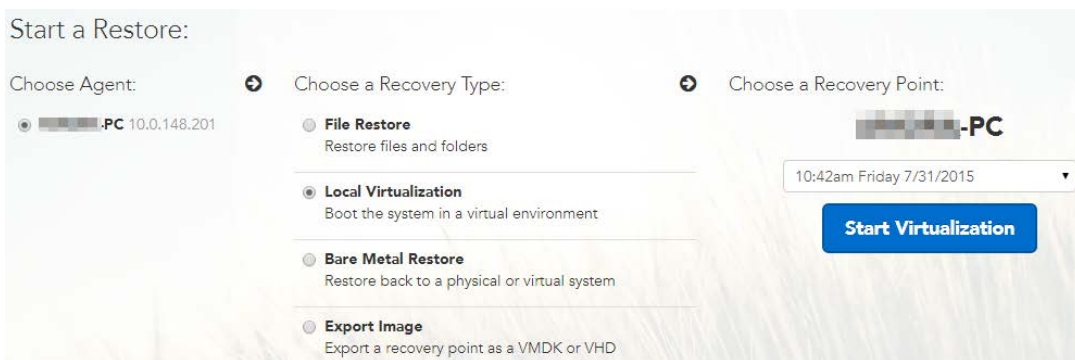 Start a Restore:
Choose Agent:
-PC 10.0.148.201
Choose a Recovery Type:
File Restore
Restore files and folders
Local Virtualization
Boot the system in a virtual environment
Bare Metal Restore
Restore back to a physical or virtual system
Export Image
Export a recovery point as a VMDK or VHD
Choose a Recovery Point:
-PC
10:42am Friday 7/31/2015
Start Virtualization